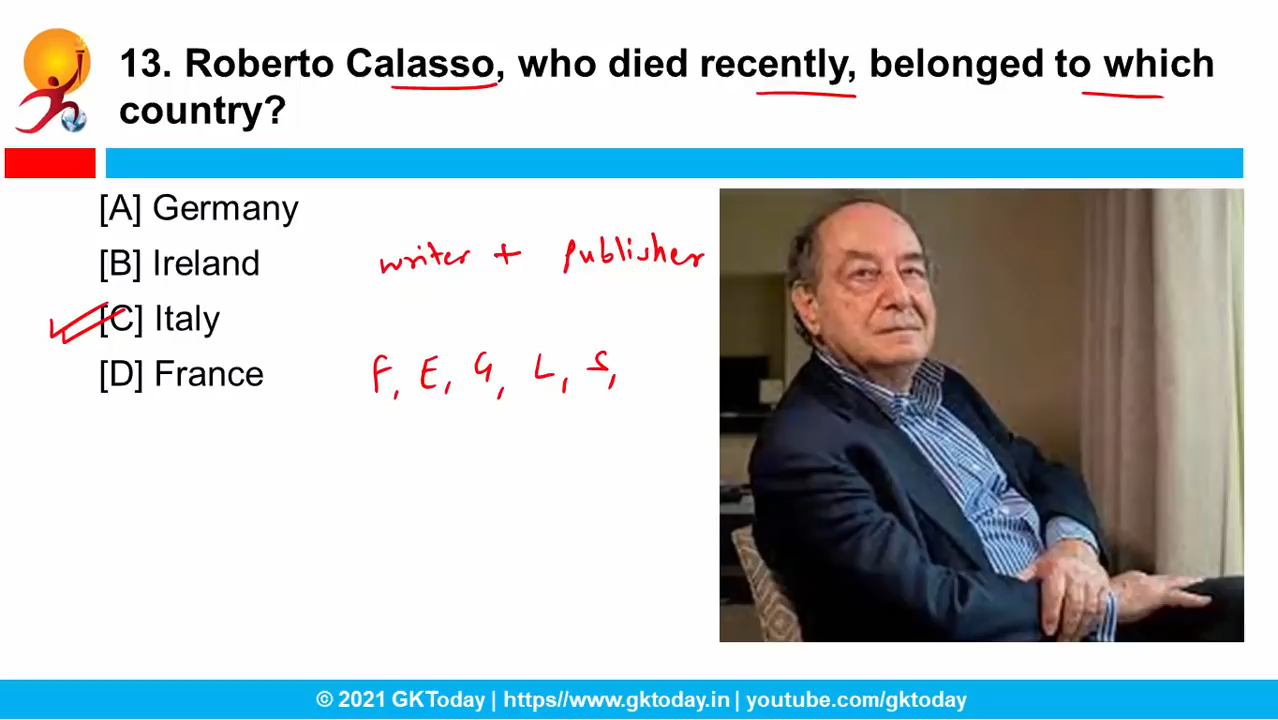 13. Roberto Calasso, who died recently, belonged to which
country?
[A] Germany
[B] Ireland
writer + publisher
[C] Italy
[D] France
F, E, G, L, S,
© 2021 GKToday | https//www.gktoday.in | youtube.com/gktoday